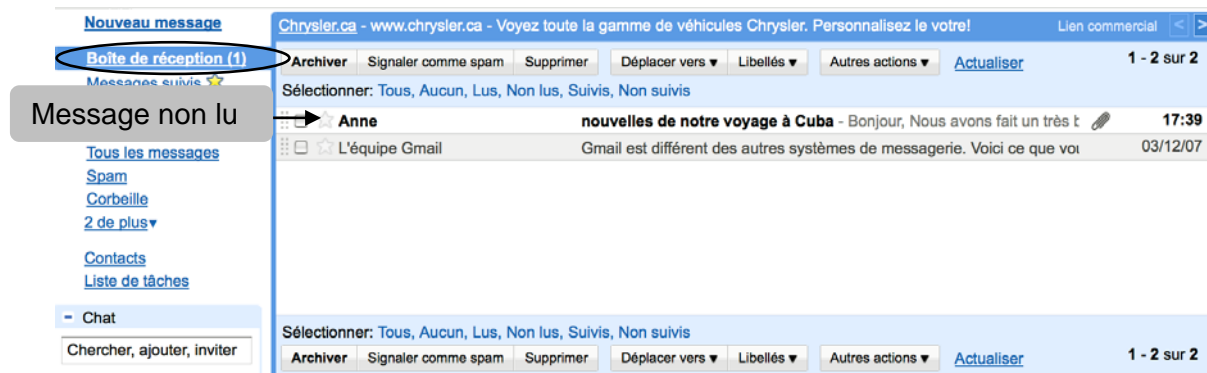 Nouveau message
Boîte de réception (1)
Messages suivis
Message non lu
Tous les messages
Spam
Corbeille
2 de plus▼
Contacts
Liste de tâches
- Chat
Chercher, ajouter, inviter
Chrysler.ca - www.chrysler.ca - Voyez toute la gamme de véhicules Chrysler. Personnalisez le votre! Lien commercial < >
Archiver Signaler comme spam Supprimer Déplacer vers ▼ Libellés ▼ Autres actions ▼ Actualiser 1 - 2 sur 2
Sélectionner: Tous, Aucun, Lus, Non lus, Suivis, Non suivis
Anne nouvelles de notre voyage à Cuba - Bonjour, Nous avons fait un très 17:39
L'équipe Gmail Gmail est différent des autres systèmes de messagerie. Voici ce que 03/12/07
Sélectionner: Tous, Aucun, Lus, Non lus, Suivis, Non suivis
Archiver Signaler comme spam Supprimer Déplacer vers ▼ Libellés ▼ Autres actions ▼ Actualiser 1 - 2 sur 2